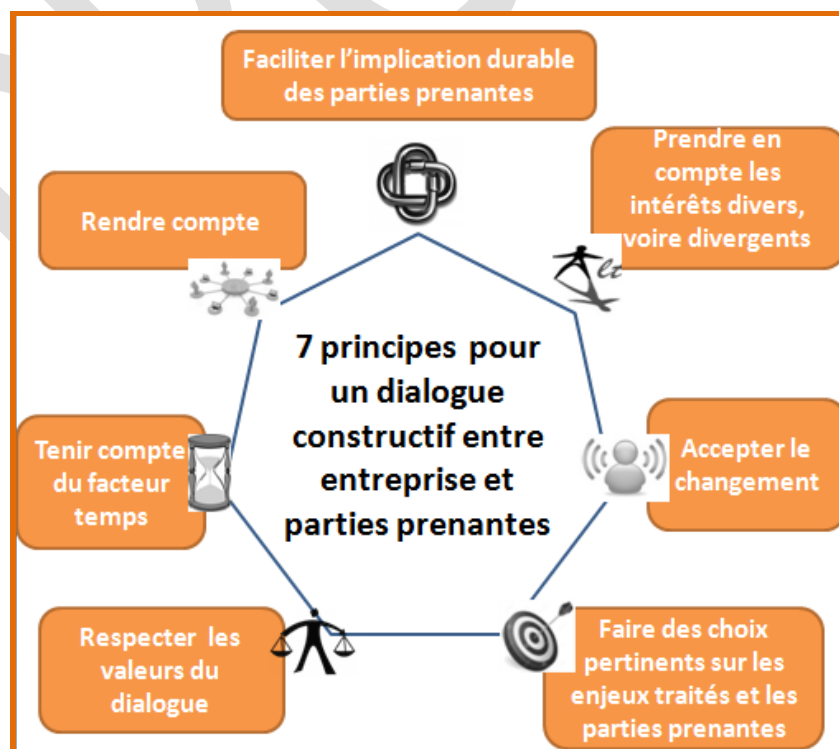 Faciliter l'implication durable
des parties prenantes
Prendre en
compte les
intérêts divers,
voire divergents
Rendre compte
lt
7 principes pour
un dialogue
constructif entre
entreprise et
parties prenantes
Accepter le
changement
Tenir compte
du facteur
temps
Faire des choix
pertinents sur les
enjeux traités et les
parties prenantes
Respecter les
valeurs du
dialogue